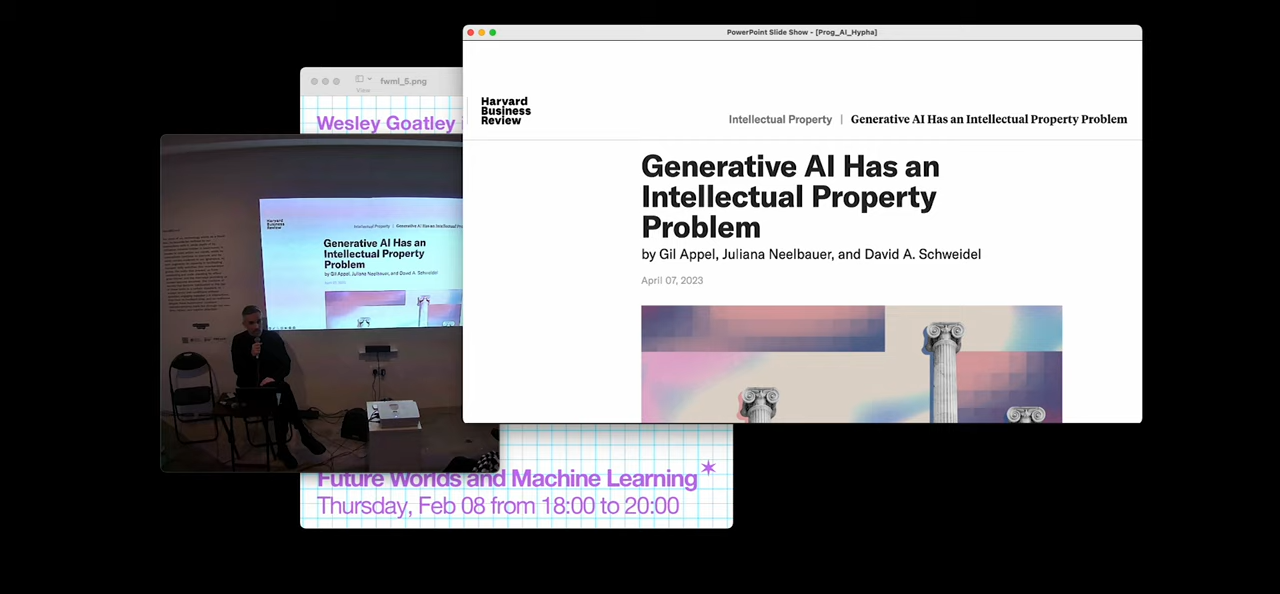 PowerPoint Slide Show - [Prog_AI_Hypha]
fwml_5.png
View
Wesley Goatley
Harvard
Business
Review
Intellectual Property | Generative AI Has an Intellectual Property Problem
Generative AI Has an
Intellectual Property
Problem
by Gil Appel, Juliana Neelbauer, and David A. Schweidel
April 07, 2023
Harvard
Business
Review
Intellectual Property | Generative AI Has an Intellectual
Generative AI Has an
Intellectual Property
Problem
by Gil Appel, Juliana Neelbauer, and David A. Schweidel
April 07, 2023
Future Worlds and Machine Learning
Thursday, Feb 08 from 18:00 to 20:00